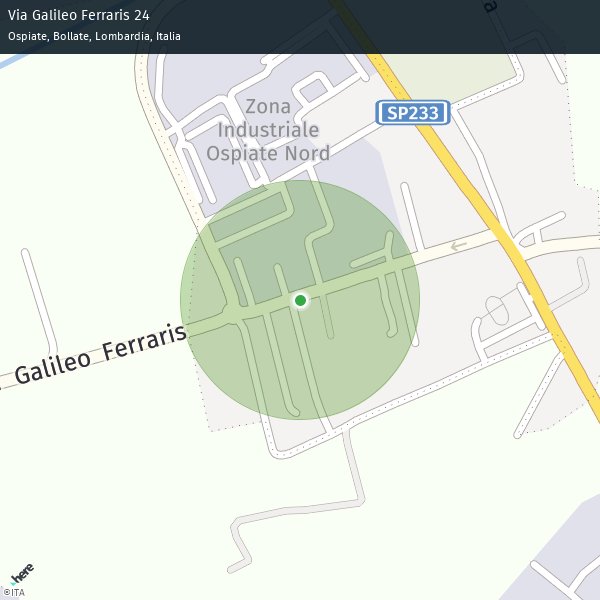 Via Galileo Ferraris 24
Ospiate, Bollate, Lombardia, Italia
a
Zona
Industriale
Ospiate Nord
SP233
Galileo Ferraris
here
©ITA